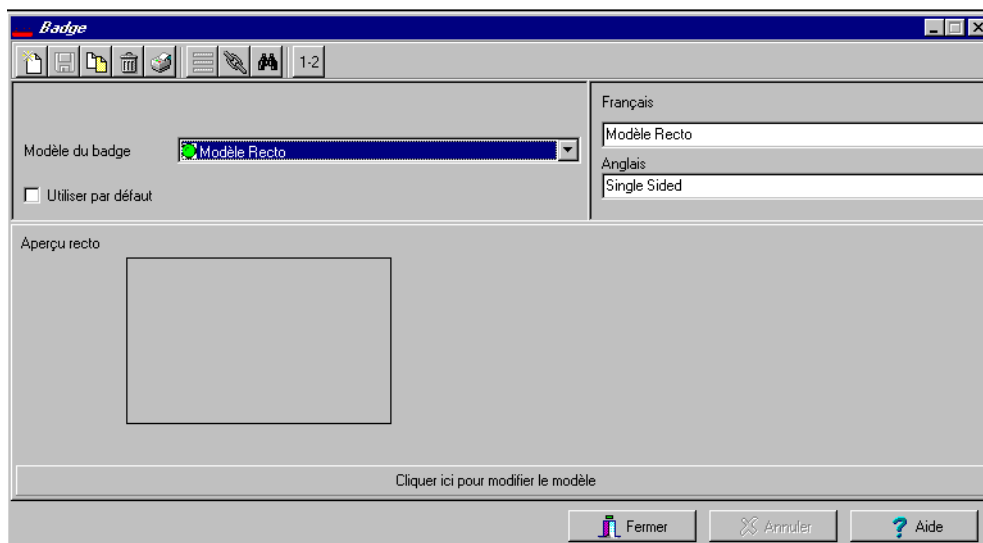 Badge
1-2
Modèle du badge
Modèle Recto
Utiliser par défaut
Français
Modèle Recto
Anglais
Single Sided
Aperçu recto
Cliquer ici pour modifier le modèle
Fermer
Annuler
Aide